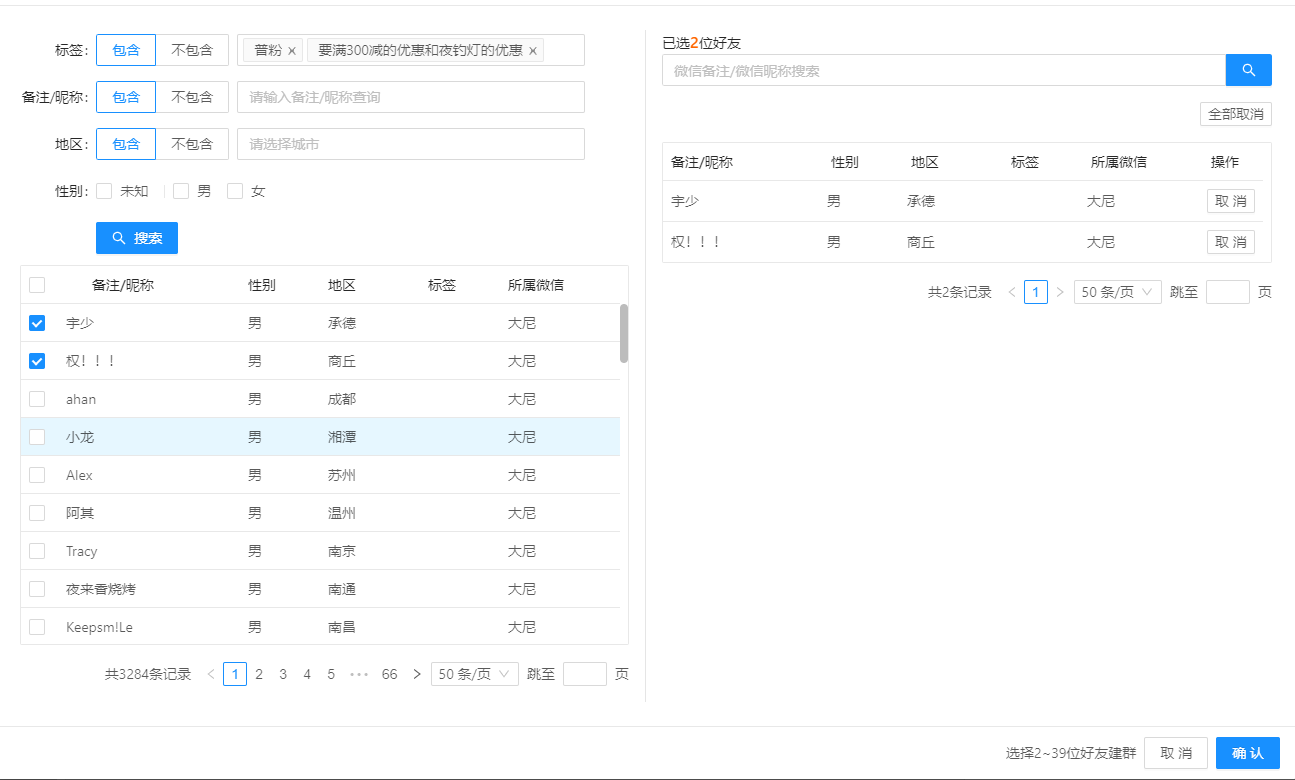 标签: 包含 不包含 普粉 × 要满300减的优惠和夜钓灯的优惠 ×
备注/昵称: 包含 不包含 请输入备注/昵称查询
地区: 包含 不包含 请选择城市
性别: 未知 男 女
搜索
备注/昵称 性别 地区 标签 所属微信
宇少 男 承德 大尼
权！！！ 男 商丘 大尼
ahan 男 成都 大尼
小龙 男 湘潭 大尼
Alex 男 苏州 大尼
阿其 男 温州 大尼
Tracy 男 南京 大尼
夜来香烧烤 男 南通 大尼
Keepsm!Le 男 南昌 大尼
共3284条记录 < 1 2 3 4 5 ••• 66 > 50 条/页 跳至 页
已选2位好友
微信备注/微信昵称搜索
全部取消
备注/昵称 性别 地区 标签 所属微信 操作
宇少 男 承德 大尼 取 消
权！！！ 男 商丘 大尼 取 消
共2条记录 < 1 > 50 条/页 跳至 页
选择2~39位好友建群 取 消 确 认